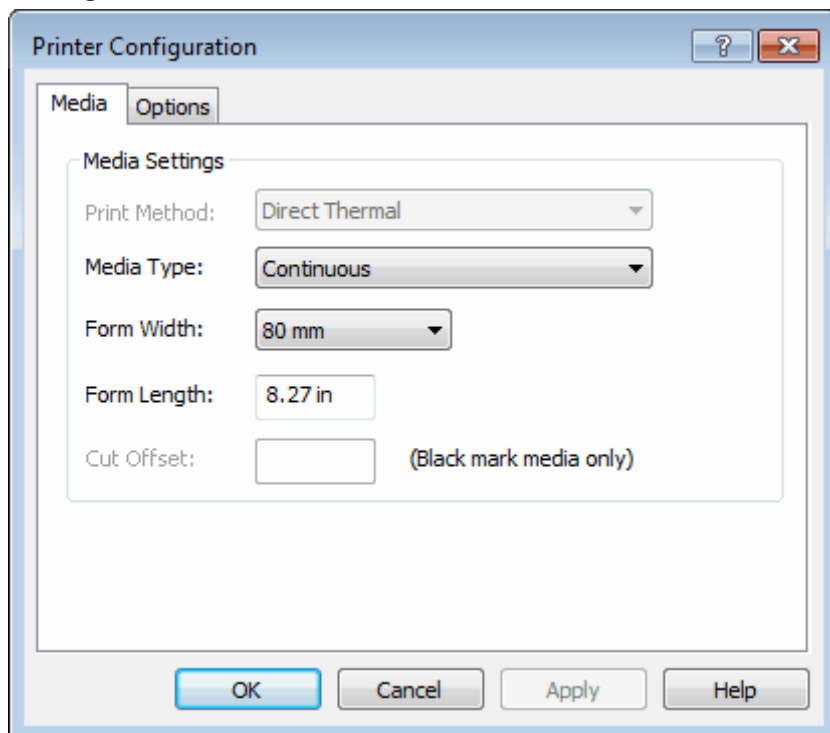 Printer Configuration
?
Media Options
Media Settings
Print Method: Direct Thermal
Media Type: Continuous
Form Width: 80 mm
Form Length: 8.27 in
Cut Offset: (Black mark media only)
OK Cancel Apply Help